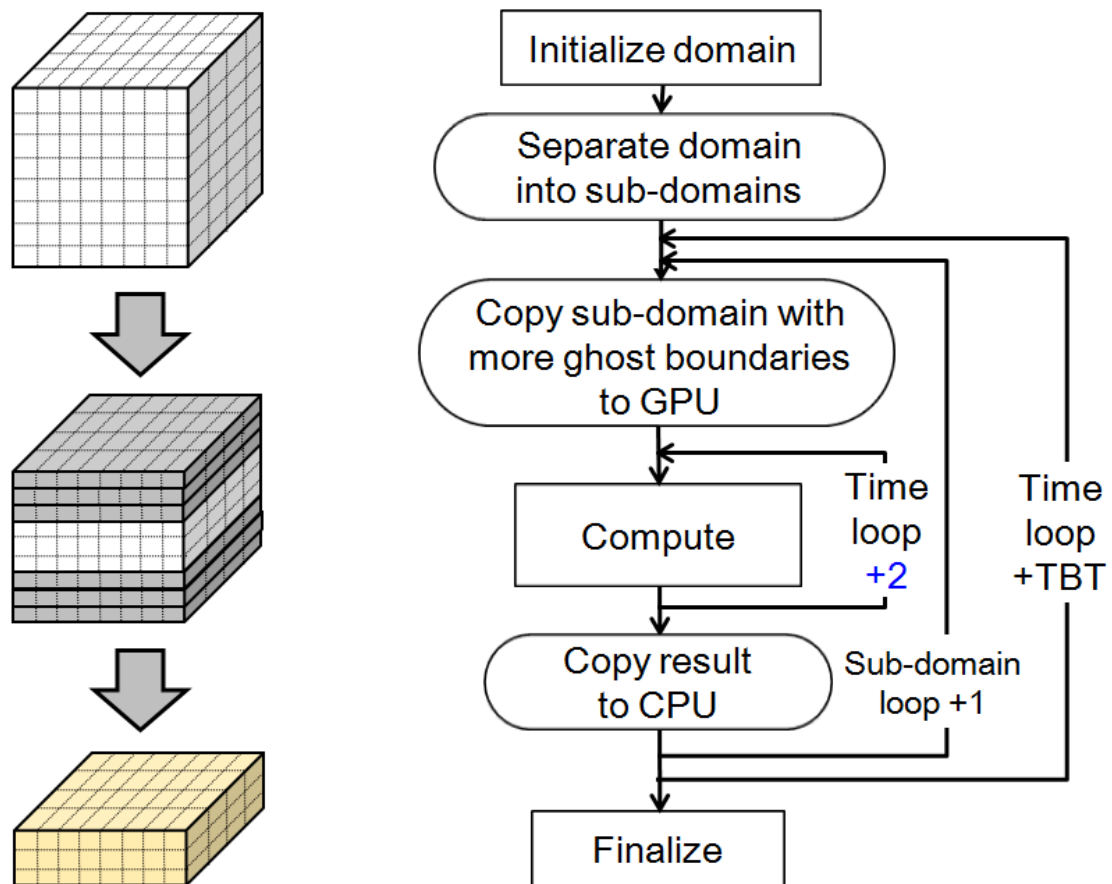 Initialize domain
Separate domain
into sub-domains
Copy sub-domain with
more ghost boundaries
to GPU
Time
loop
+2
Time
loop
+TBT
Compute
Copy result
to CPU
Sub-domain
loop +1
Finalize